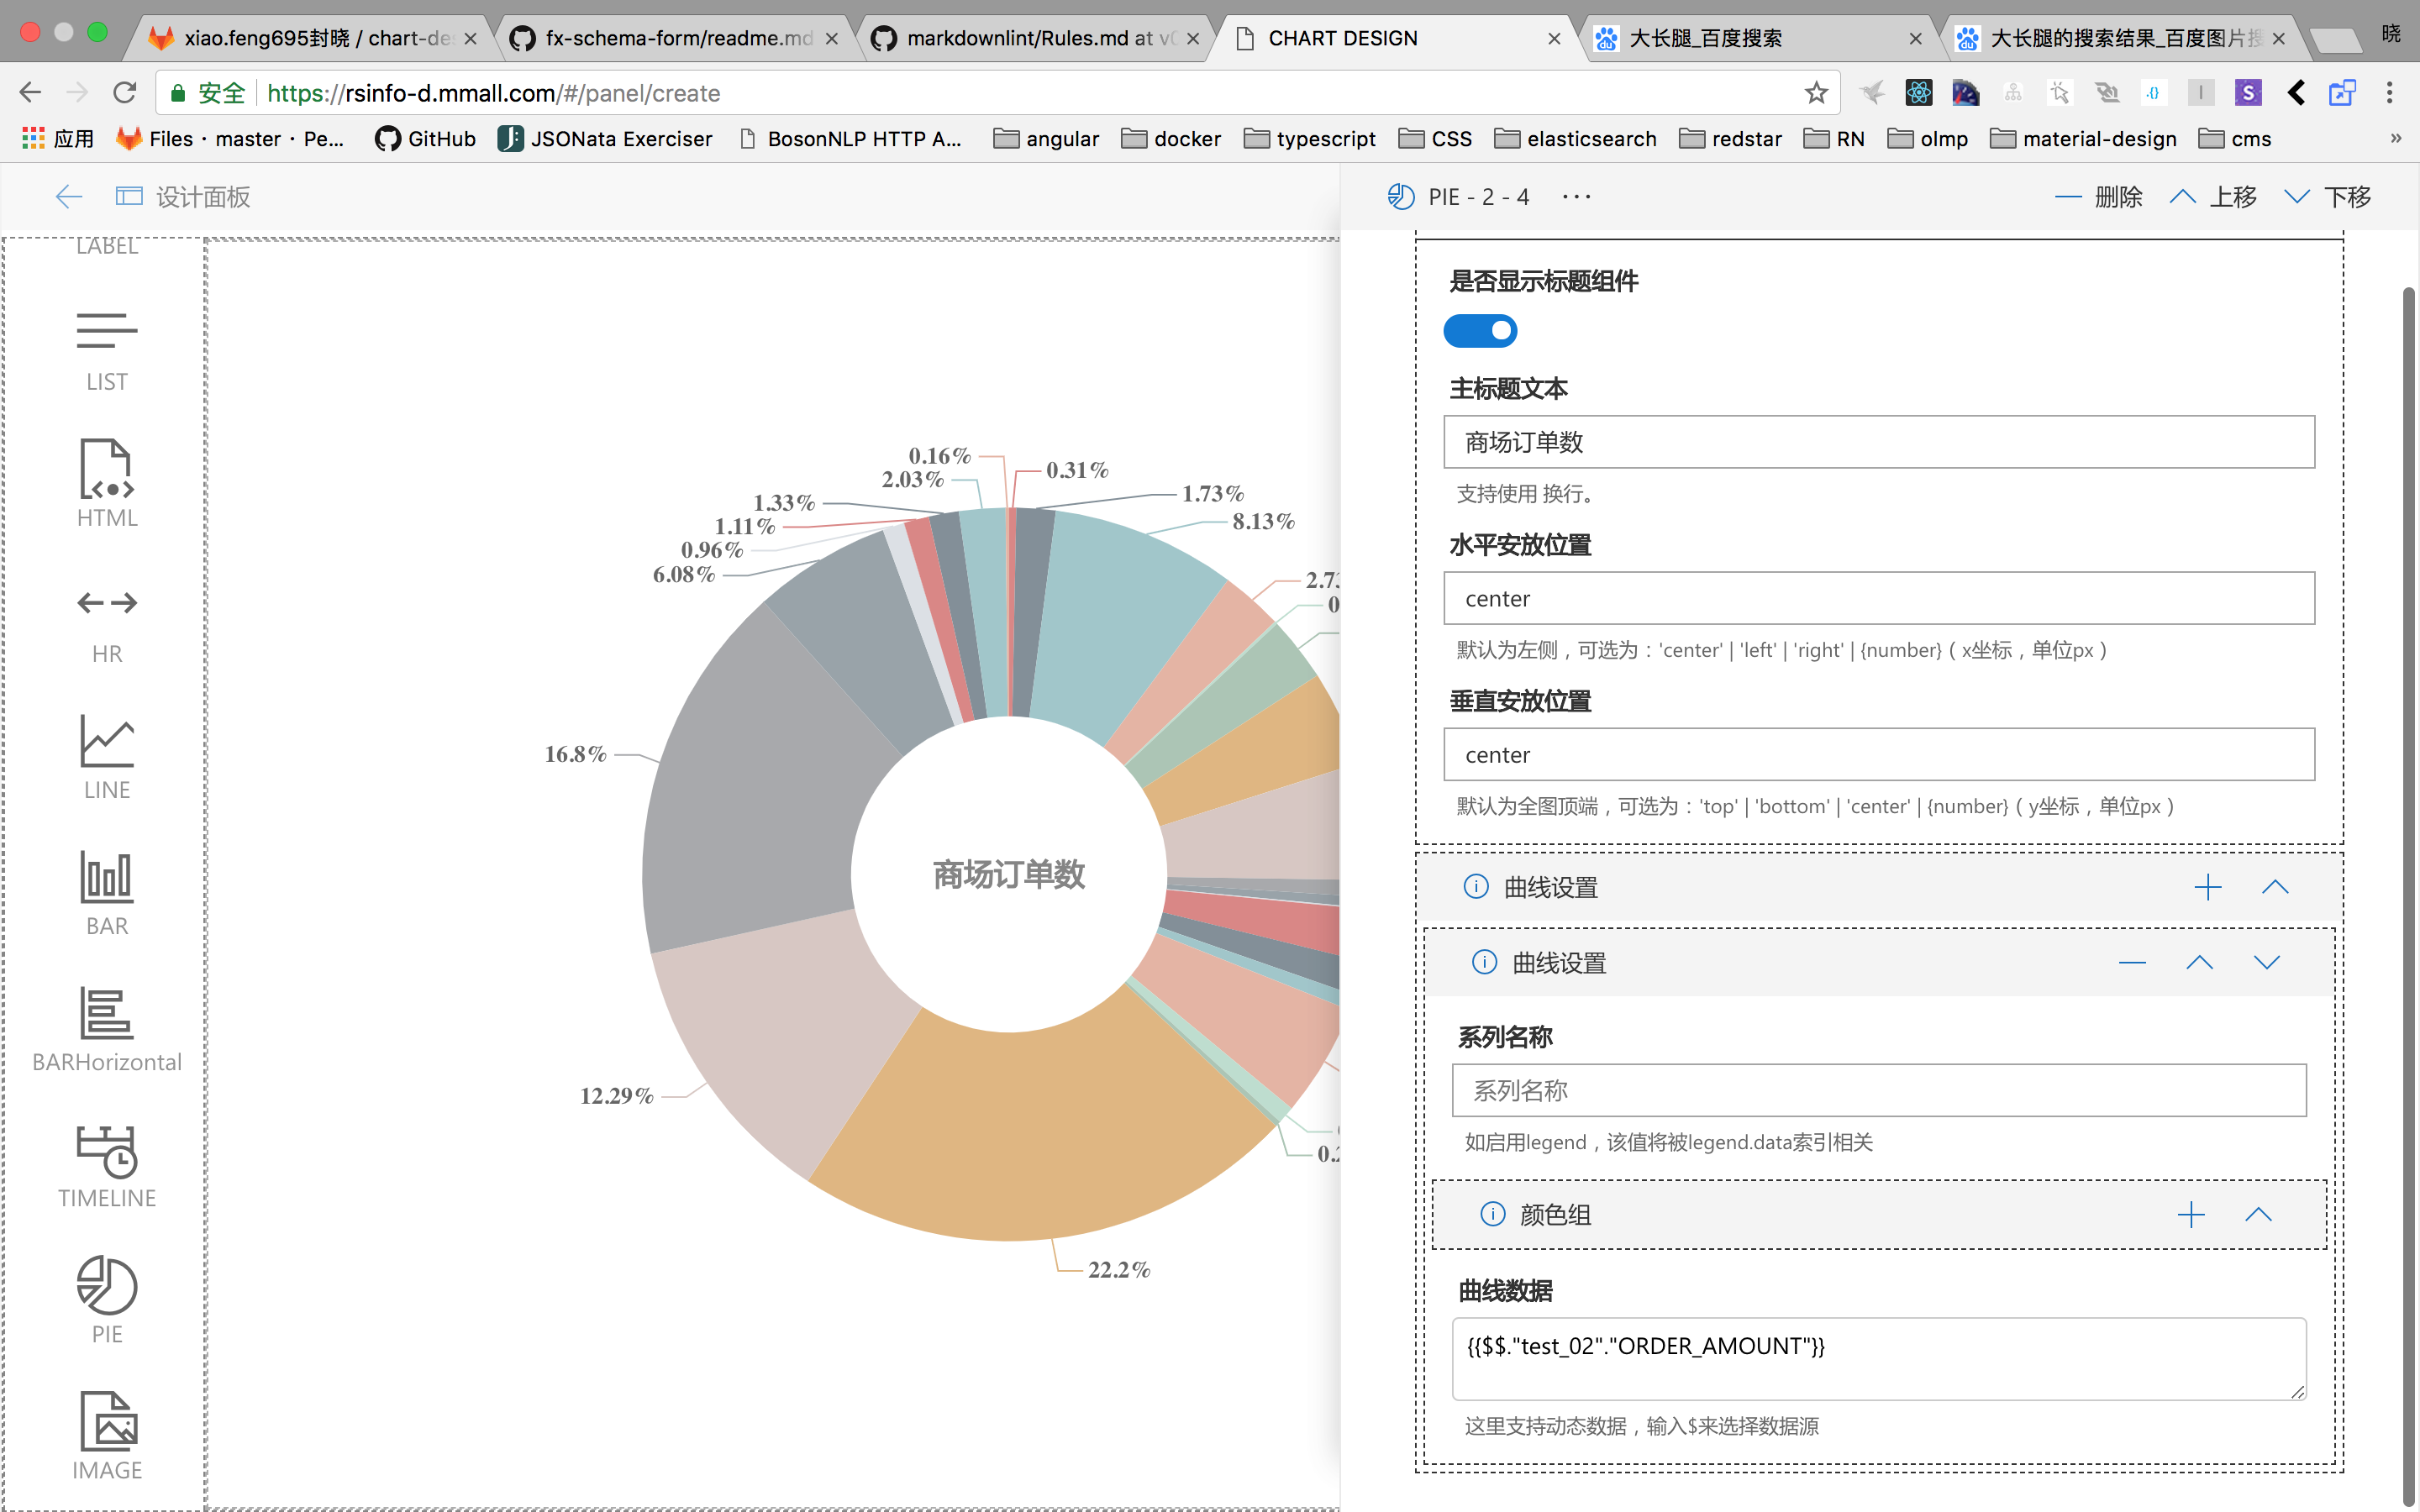 xiao.feng695封晓 / chart-de
fx-schema-form/readme.md
markdownlint/Rules.md at v0
CHART DESIGN
大长腿_百度搜索
大长腿的搜索结果_百度图片搜
晓
安全
https://rsinfo-d.mmall.com/#/panel/create
应用
Files · master · Pe...
GitHub
JSONata Exerciser
BosonNLP HTTP A...
angular
docker
typescript
CSS
elasticsearch
redstar
RN
olmp
material-design
cms
»
设计面板
PIE - 2 - 4
···
删除
上移
下移
LABEL
LIST
HTML
HR
LINE
BAR
BARHorizontal
TIMELINE
PIE
IMAGE
0.16%
0.31%
2.03%
1.73%
1.33%
8.13%
1.11%
0.96%
6.08%
2.73
0
16.8%
商场订单数
12.29%
0.2
22.2%
是否显示标题组件
主标题文本
商场订单数
支持使用 换行。
水平安放位置
center
默认为左侧，可选为：'center' | 'left' | 'right' | {number}（x坐标，单位px）
垂直安放位置
center
默认为全图顶端，可选为：'top' | 'bottom' | 'center' | {number}（y坐标，单位px）
曲线设置
曲线设置
系列名称
系列名称
如启用legend，该值将被legend.data索引相关
颜色组
曲线数据
{{$$."test_02"."ORDER_AMOUNT"}}
这里支持动态数据，输入$来选择数据源